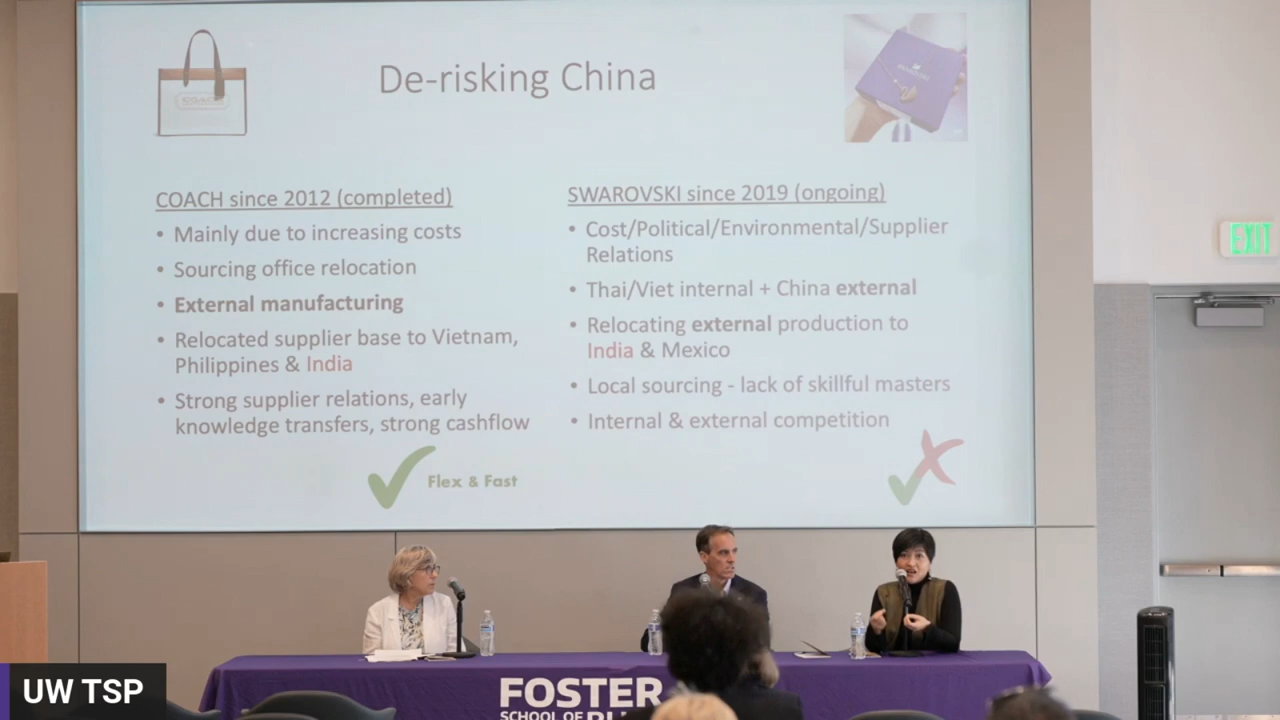 De-risking China
COACH since 2012 (completed)
• Mainly due to increasing costs
• Sourcing office relocation
• External manufacturing
• Relocated supplier base to Vietnam,
Philippines & India
• Strong supplier relations, early
knowledge transfers, strong cashflow
Flex & Fast
SWAROVSKI since 2019 (ongoing)
• Cost/Political/Environmental/Supplier
Relations
• Thai/Viet internal + China external
• Relocating external production to
India & Mexico
• Local sourcing - lack of skillful masters
• Internal & external competition
EXIT
UW TSP
FOSTER
SCHOOL OF